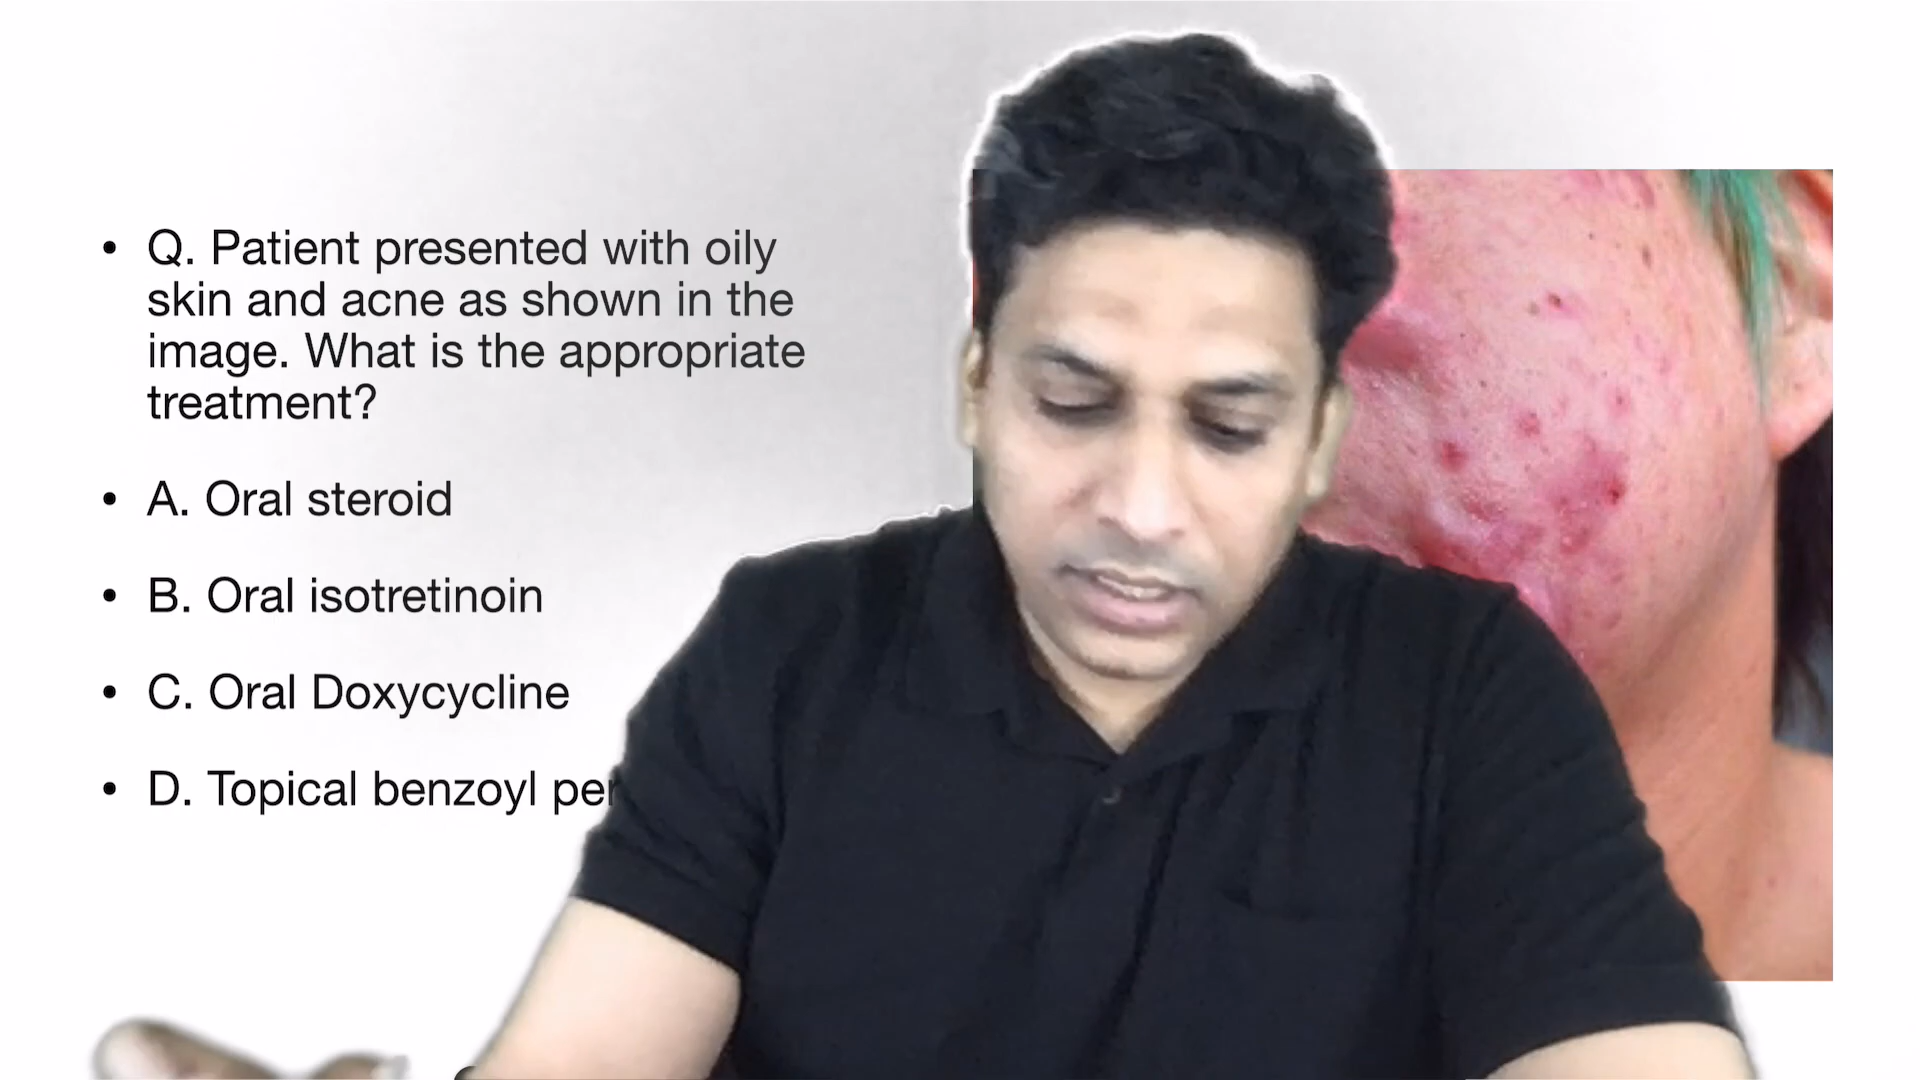 • Q. Patient presented with oily
skin and acne as shown in the
image. What is the appropriate
treatment?
• A. Oral steroid
• B. Oral isotretinoin
• C. Oral Doxycycline
• D. Topical benzoyl